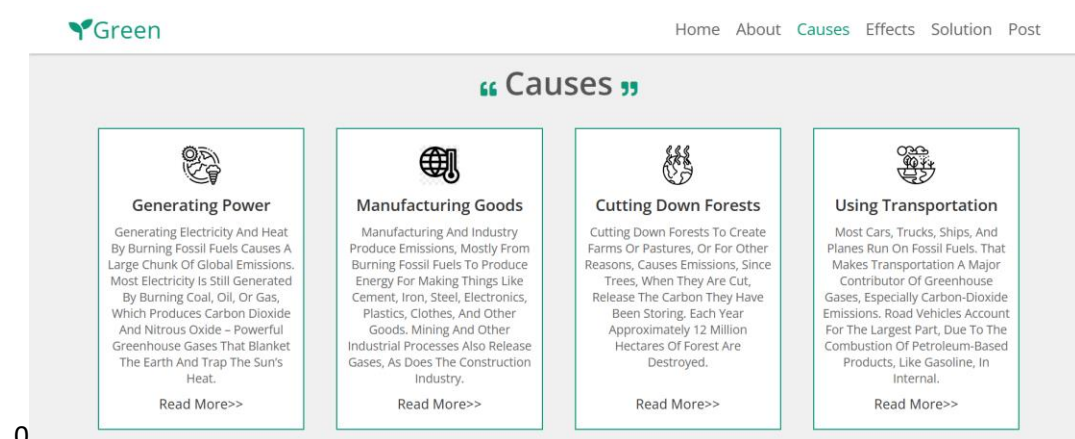 Green
Home About Causes Effects Solution Post
“ Causes ”
Generating Power
Generating Electricity And Heat
By Burning Fossil Fuels Causes A
Large Chunk Of Global Emissions.
Most Electricity Is Still Generated
By Burning Coal, Oil, Or Gas,
Which Produces Carbon Dioxide
And Nitrous Oxide – Powerful
Greenhouse Gases That Blanket
The Earth And Trap The Sun's
Heat.
Read More>>
Manufacturing Goods
Manufacturing And Industry
Produce Emissions, Mostly From
Burning Fossil Fuels To Produce
Energy For Making Things Like
Cement, Iron, Steel, Electronics,
Plastics, Clothes, And Other
Goods. Mining And Other
Industrial Processes Also Release
Gases, As Does The Construction
Industry.
Read More>>
Cutting Down Forests
Cutting Down Forests To Create
Farms Or Pastures, Or For Other
Reasons, Causes Emissions, Since
Trees, When They Are Cut,
Release The Carbon They Have
Been Storing. Each Year
Approximately 12 Million
Hectares Of Forest Are
Destroyed.
Read More>>
Using Transportation
Most Cars, Trucks, Ships, And
Planes Run On Fossil Fuels. That
Makes Transportation A Major
Contributor Of Greenhouse
Gases, Especially Carbon-Dioxide
Emissions. Road Vehicles Account
For The Largest Part, Due To The
Combustion Of Petroleum-Based
Products, Like Gasoline, In
Internal.
Read More>>